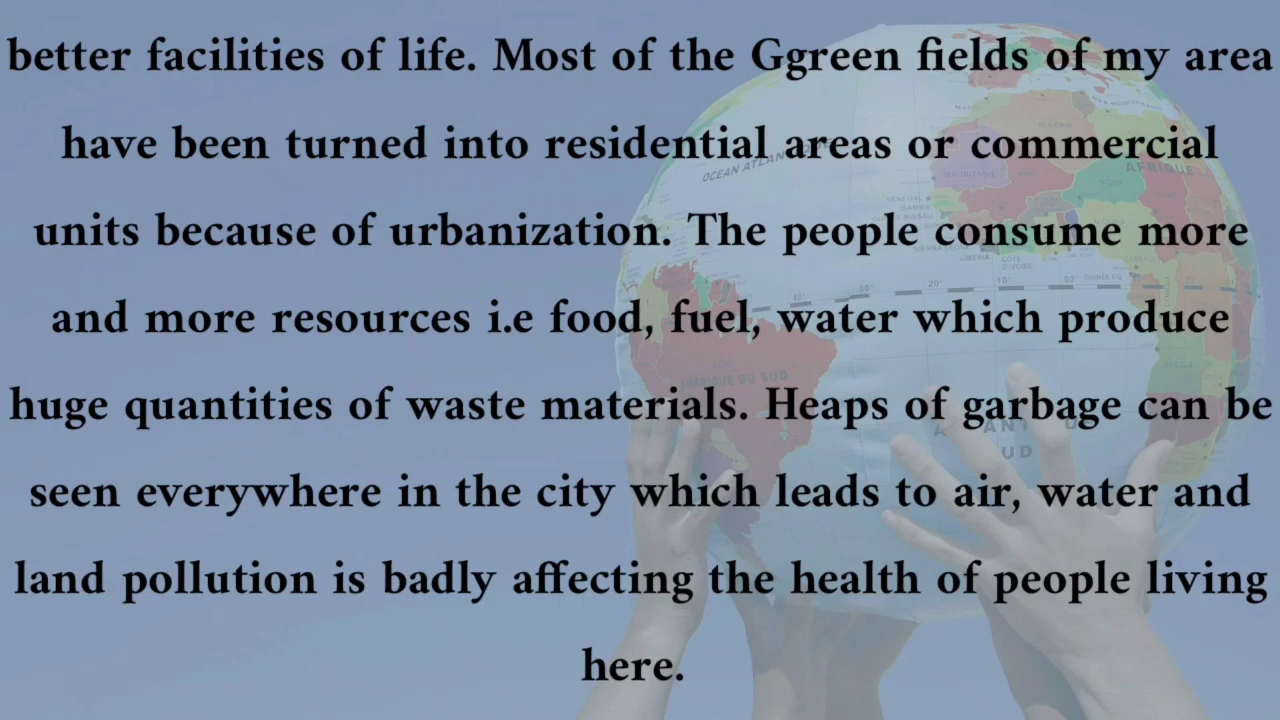 better facilities of life. Most of the Ggreen fields of my area
have been turned into residential areas or commercial
units because of urbanization. The people consume more
and more resources i.e food, fuel, water which produce
huge quantities of waste materials. Heaps of garbage can be
seen everywhere in the city which leads to air, water and
land pollution is badly affecting the health of people living
here.